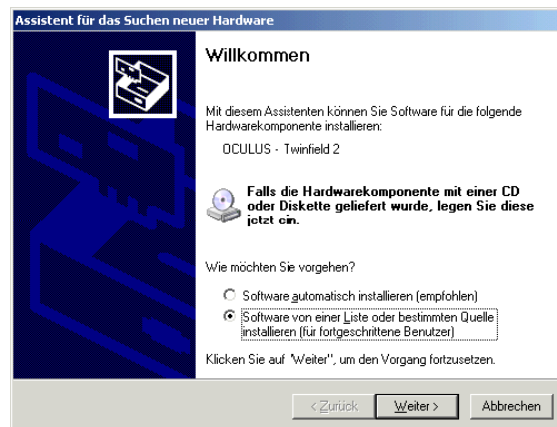 Assistent für das Suchen neuer Hardware
Willkommen
Mit diesem Assistenten können Sie Software für die folgende
Hardwarekomponente installieren:
OCULUS - Twinfield 2
Falls die Hardwarekomponente mit einer CD
oder Diskette geliefert wurde, legen Sie diese
jetzt ein.
Wie möchten Sie vorgehen?
Software automatisch installieren (empfohlen)
Software von einer Liste oder bestimmten Quelle
installieren (für fortgeschrittene Benutzer)
Klicken Sie auf "Weiter", um den Vorgang fortzusetzen.
< Zurück Weiter > Abbrechen